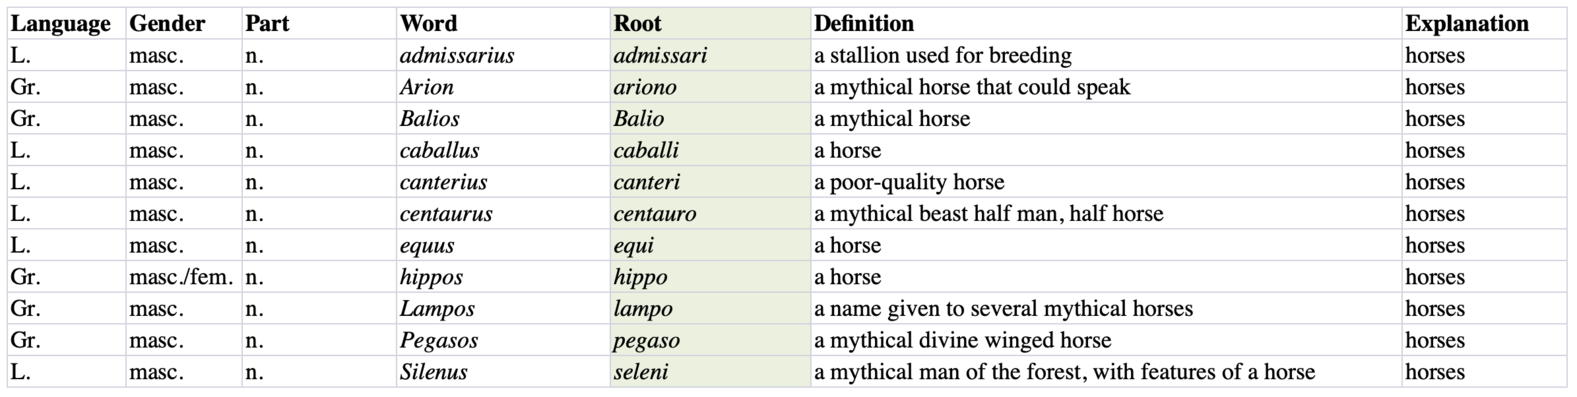 Language Gender Part Word Root Definition Explanation
L. masc. n. admissarius admissari a stallion used for breeding horses
Gr. masc. n. Arion ariono a mythical horse that could speak horses
Gr. masc. n. Balios Balio a mythical horse horses
L. masc. n. caballus caballi a horse horses
L. masc. n. canterius canteri a poor-quality horse horses
L. masc. n. centaurus centauro a mythical beast half man, half horse horses
L. masc. n. equus equi a horse horses
Gr. masc./fem. n. hippos hippo a horse horses
Gr. masc. n. Lampos lampo a name given to several mythical horses horses
Gr. masc. n. Pegasos pegaso a mythical divine winged horse horses
L. masc. n. Silenus seleni a mythical man of the forest, with features of a horse horses